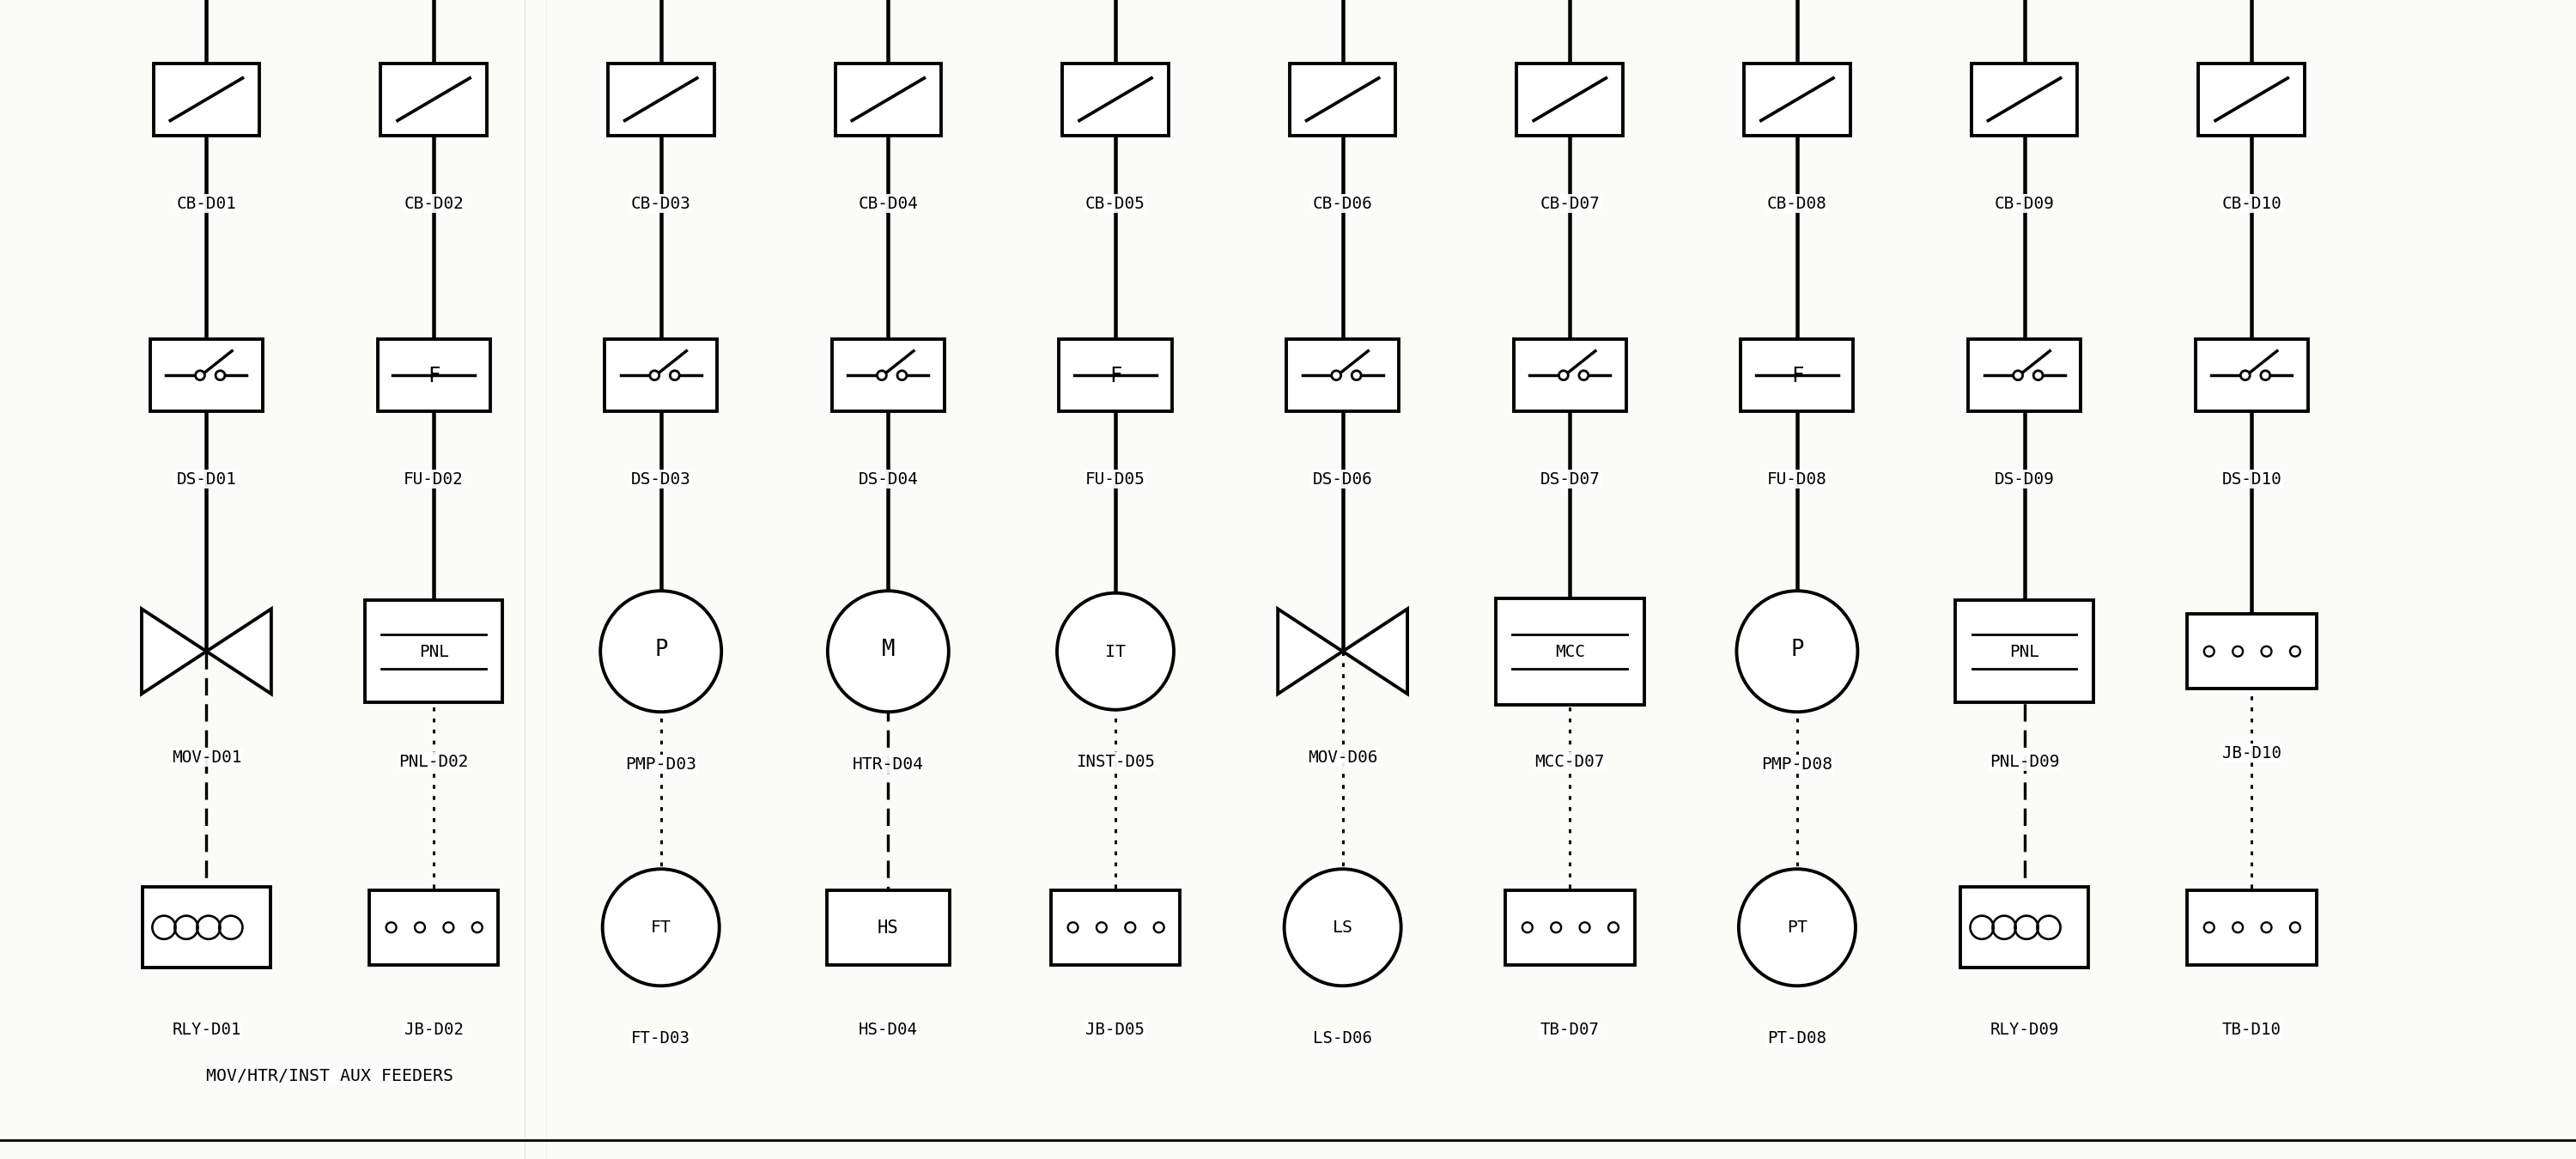 CB-D01 CB-D02 CB-D03 CB-D04 CB-D05 CB-D06 CB-D07 CB-D08 CB-D09 CB-D10
F F F
DS-D01 FU-D02 DS-D03 DS-D04 FU-D05 DS-D06 DS-D07 FU-D08 DS-D09 DS-D10
PNL P M IT MCC P PNL
MOV-D01 PNL-D02 PMP-D03 HTR-D04 INST-D05 MOV-D06 MCC-D07 PMP-D08 PNL-D09 JB-D10
FT HS LS PT
RLY-D01 JB-D02 FT-D03 HS-D04 JB-D05 LS-D06 TB-D07 PT-D08 RLY-D09 TB-D10
MOV/HTR/INST AUX FEEDERS